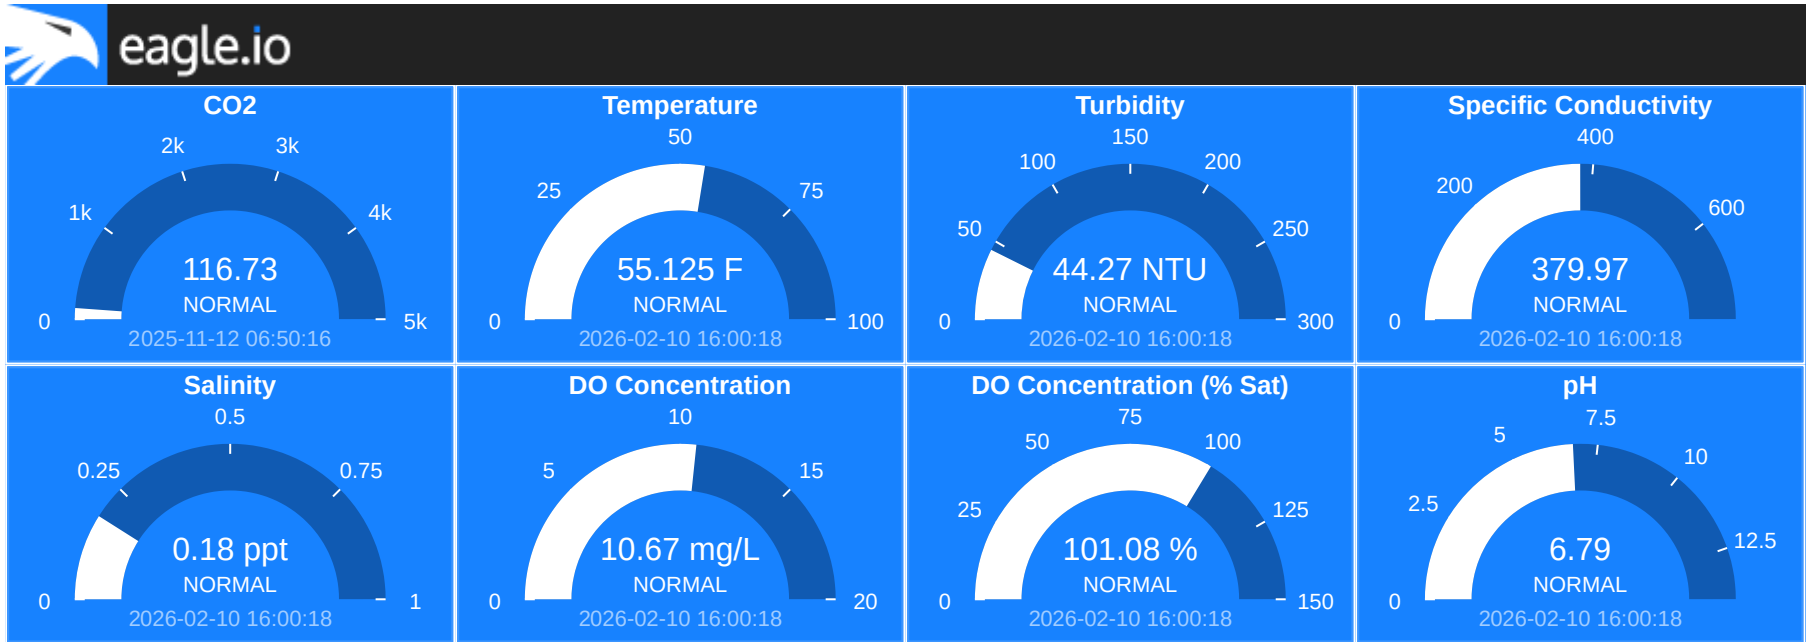 eagle.io
CO2
0
1k
2k
3k
4k
5k
116.73
NORMAL
2025-11-12 06:50:16
Temperature
0
25
50
75
100
55.125 F
NORMAL
2026-02-10 16:00:18
Turbidity
0
50
100
150
200
250
300
44.27 NTU
NORMAL
2026-02-10 16:00:18
Specific Conductivity
0
200
400
600
379.97
NORMAL
2026-02-10 16:00:18
Salinity
0
0.25
0.5
0.75
1
0.18 ppt
NORMAL
2026-02-10 16:00:18
DO Concentration
0
5
10
15
20
10.67 mg/L
NORMAL
2026-02-10 16:00:18
DO Concentration (% Sat)
0
25
50
75
100
125
150
101.08 %
NORMAL
2026-02-10 16:00:18
pH
0
2.5
5
7.5
10
12.5
6.79
NORMAL
2026-02-10 16:00:18